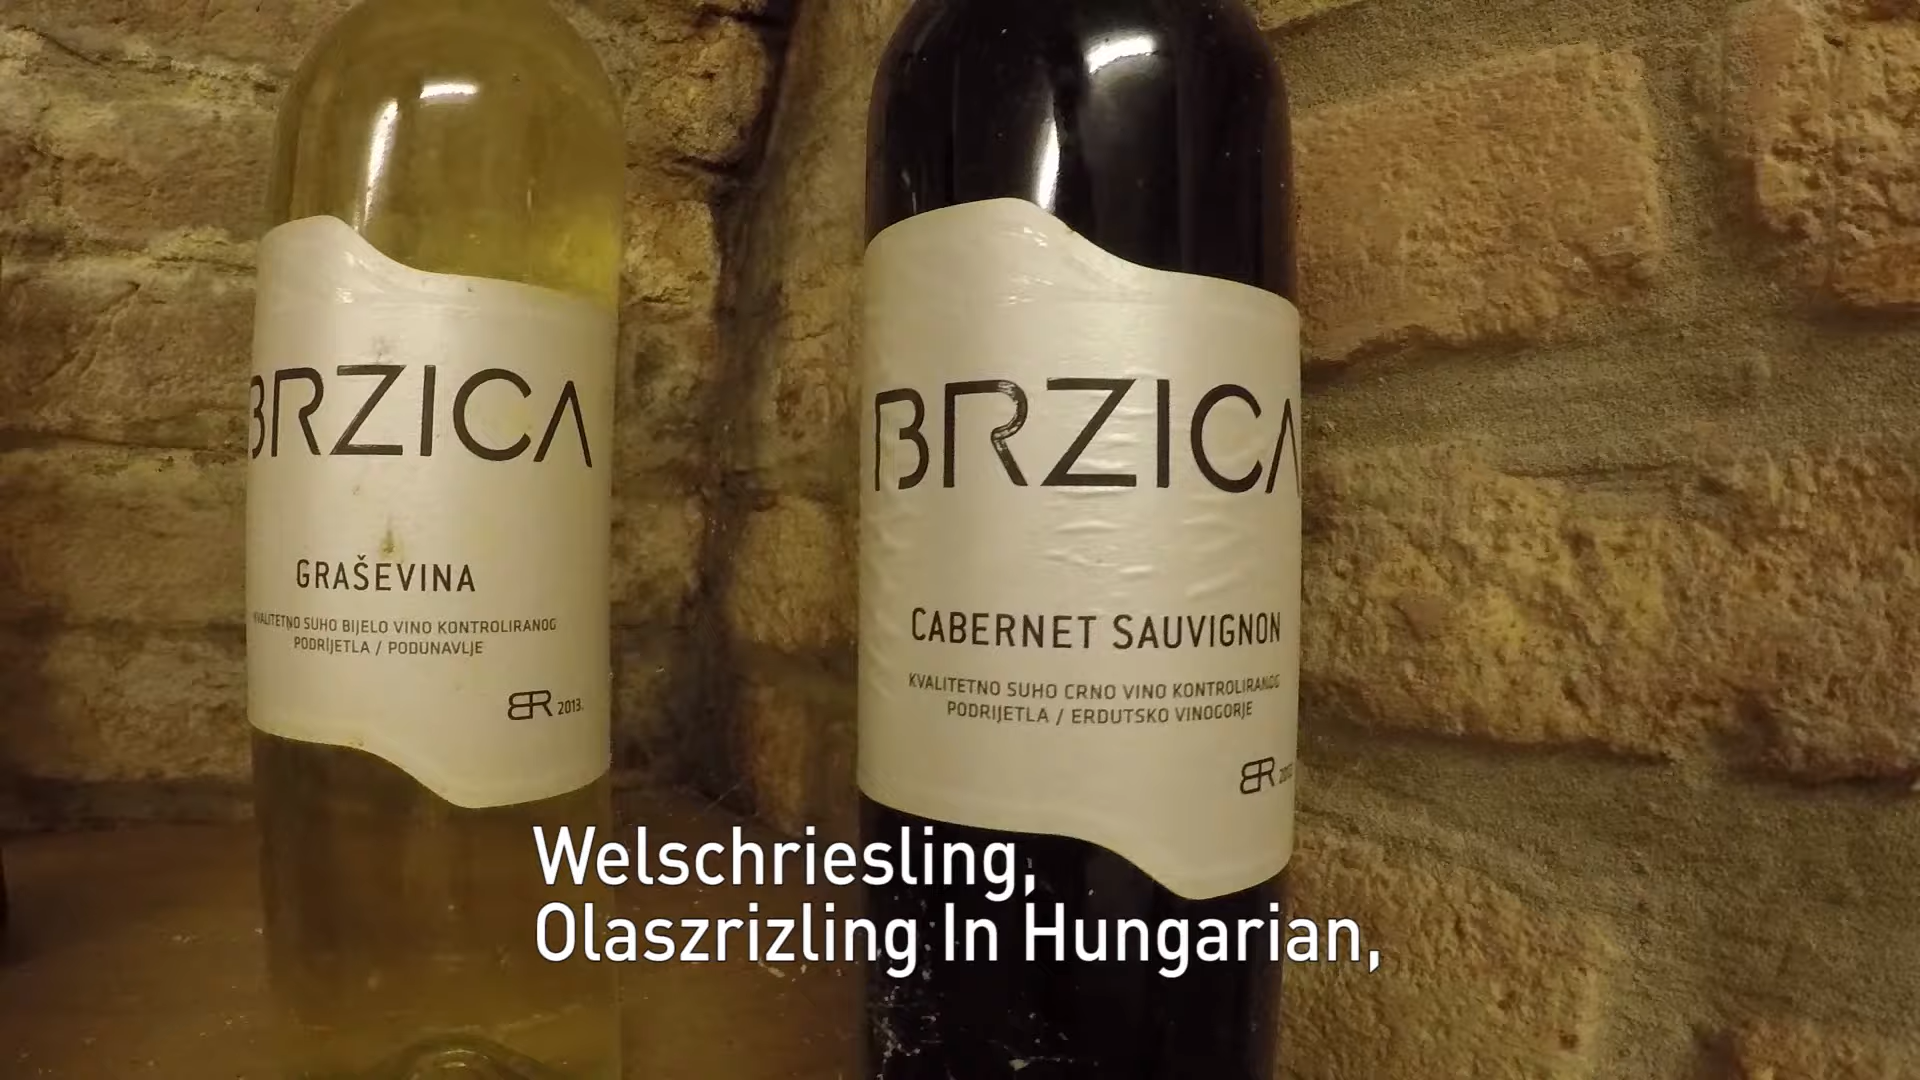 BRZICA
GRAŠEVINA
KVALITETNO SUHO BIJELO VINO KONTROLIRANOG
PODRIJETLA / PODUNAVLJE
BR 2013.
BRZICA
CABERNET SAUVIGNON
KVALITETNO SUHO CRNO VINO KONTROLIRANOG
PODRIJETLA / ERDUTSKO VINOGORJE
BR
Welschriesling,
Olaszrizling In Hungarian,